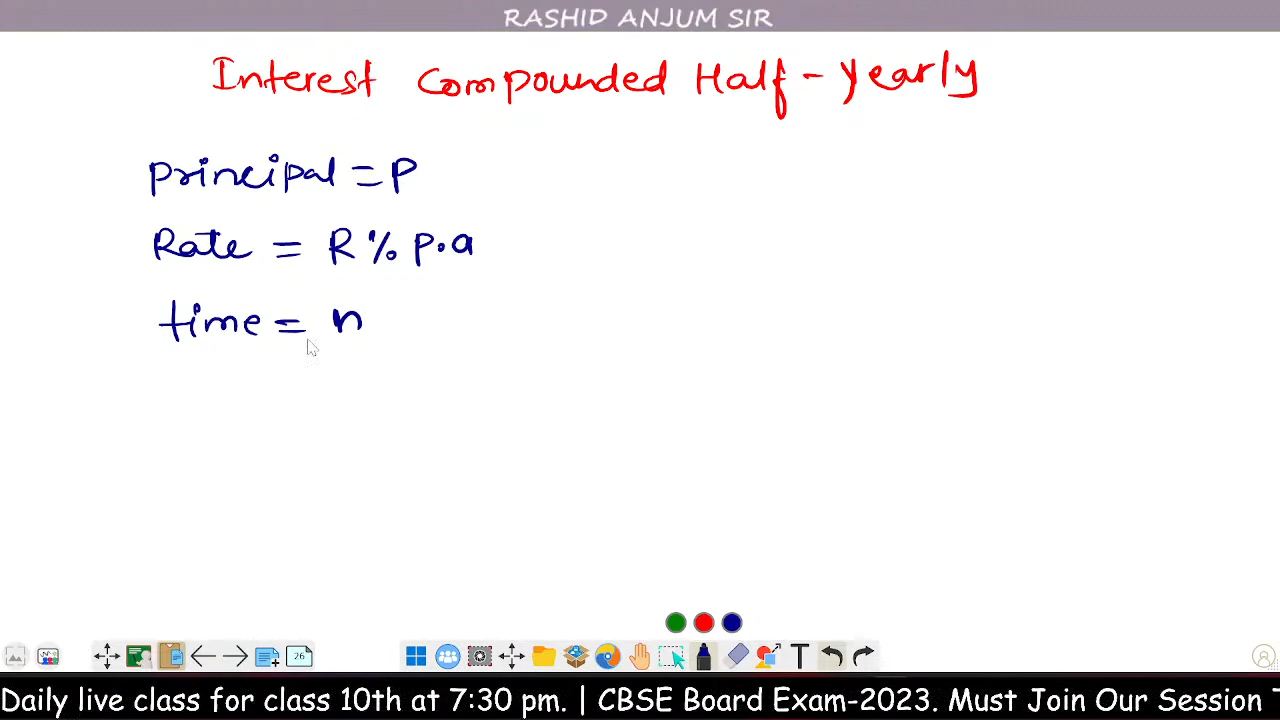 RASHID ANJUM SIR
Interest Compounded Half-yearly
principal = P
Rate = R % p.a
time = n
26
T
Daily live class for class 10th at 7:30 pm. | CBSE Board Exam-2023. Must Join Our Session